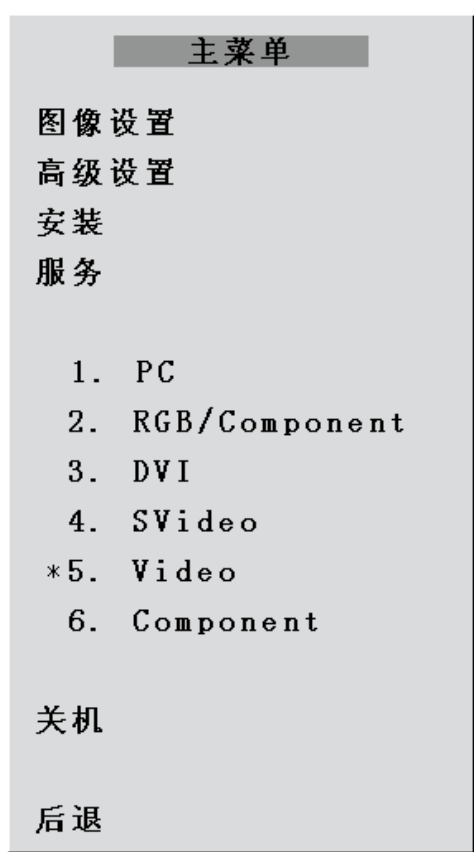 主菜单
图像设置
高级设置
安装
服务
1. PC
2. RGB/Component
3. DVI
4. SVideo
*5. Video
6. Component
关机
后退